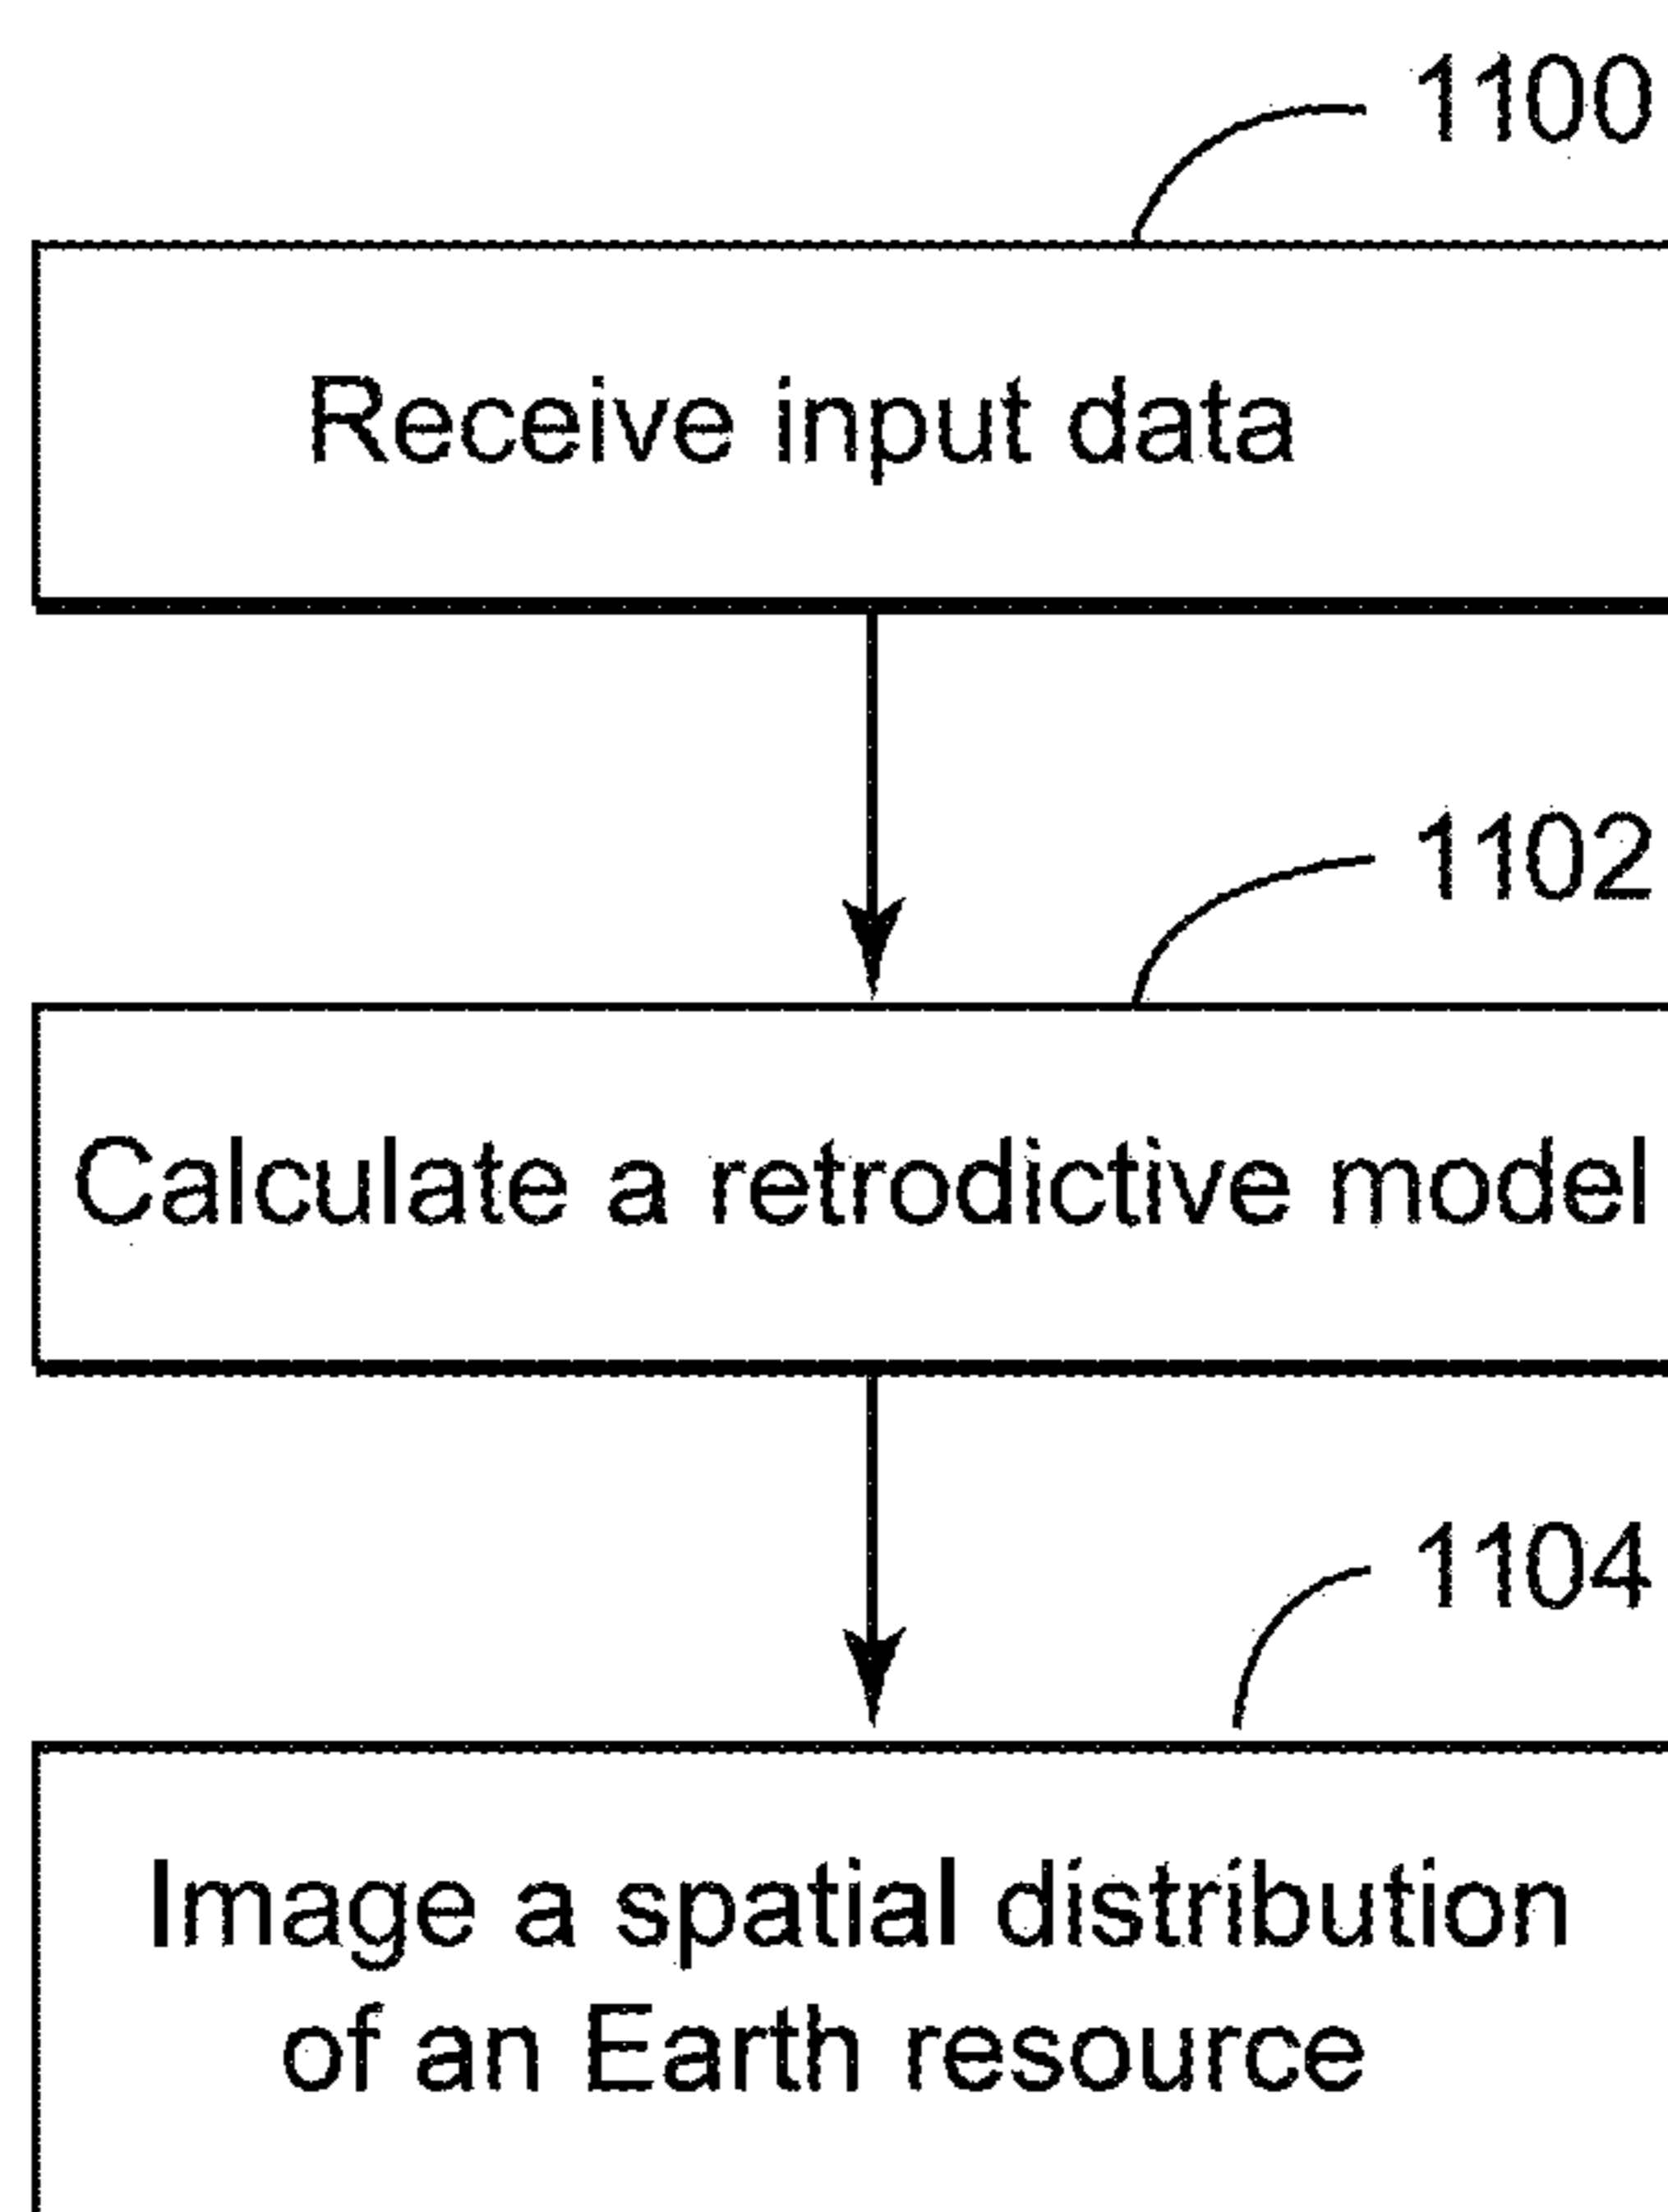 1100
Receive input data
1102
Calculate a retrodictive model
1104
Image a spatial distribution
of an Earth resource